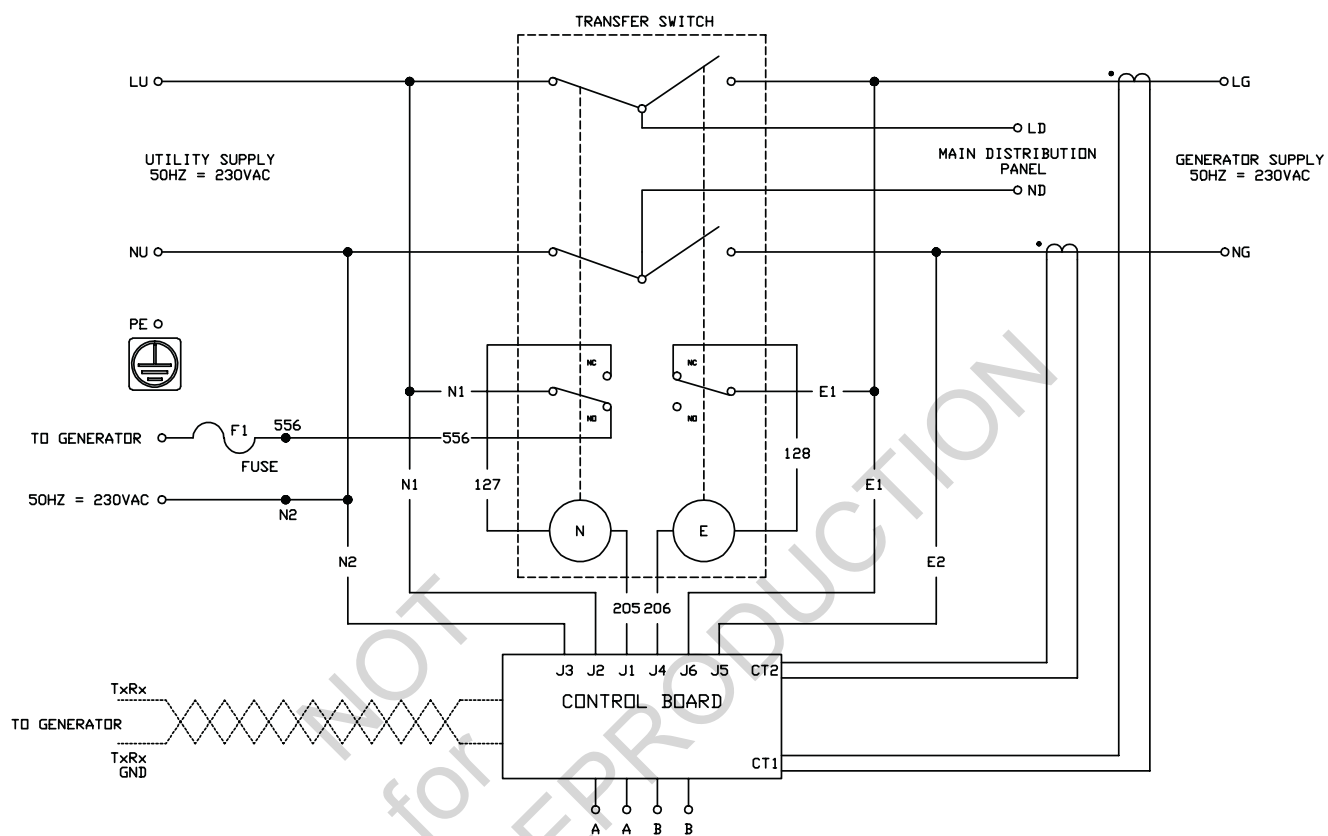 TRANSFER SWITCH
LU
LG
LD
UTILITY SUPPLY
50HZ = 230VAC
MAIN DISTRIBUTION
PANEL
GENERATOR SUPPLY
50HZ = 230VAC
ND
NU
NG
PE
NC
NC
N1
E1
NO
NO
TO GENERATOR
F1
556
556
FUSE
128
N1
127
E1
50HZ = 230VAC
N2
N
E
N2
E2
205
206
J3
J2
J1
J4
J6
J5
CT2
CONTROL BOARD
TxRx
TO GENERATOR
TxRx
GND
CT1
A
A
B
B
NOT
for
REPRODUCTION